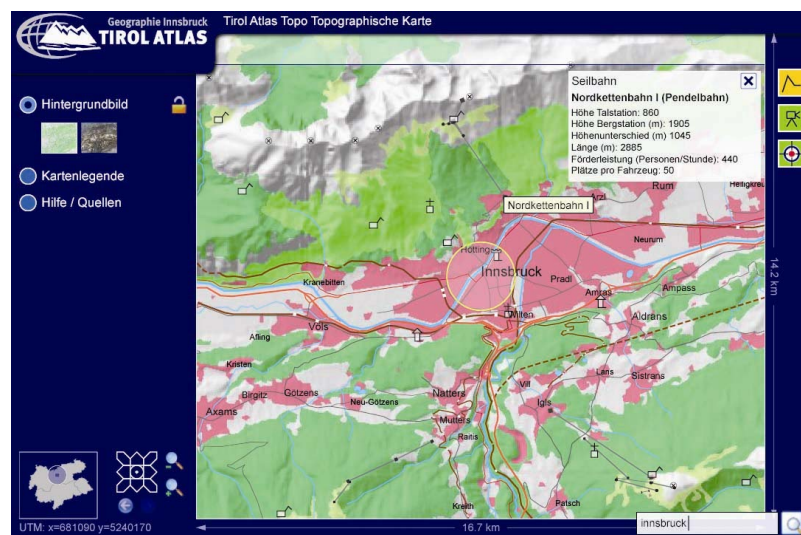 Geographie Innsbruck
TIROL ATLAS
Tirol Atlas Topo Topographische Karte
Hintergrundbild
Kartenlegende
Hilfe / Quellen
Seilbahn
Nordkettenbahn I (Pendelbahn)
Höhe Talstation: 860
Höhe Bergstation (m): 1905
Höhenunterschied (m) 1045
Länge (m): 2885
Förderleistung (Personen/Stunde): 440
Plätze pro Fahrzeug: 50
Rum
Heiligkreu
Arzl
Nordkettenbahn I
Neurum
Hötting
Innsbruck
Kranebitten
Pradl
Amras
Ampass
Wilten
Völs
Aldrans
Afling
Kristen
Lans
Sistrans
Birgitz
Götzens
Neu-Götzens
Natters
Vill
Igls
Axams
Mutters
Raitis
Kreith
Patsch
14.2 km
UTM: x=681090 y=5240170
16.7 km
innsbruck